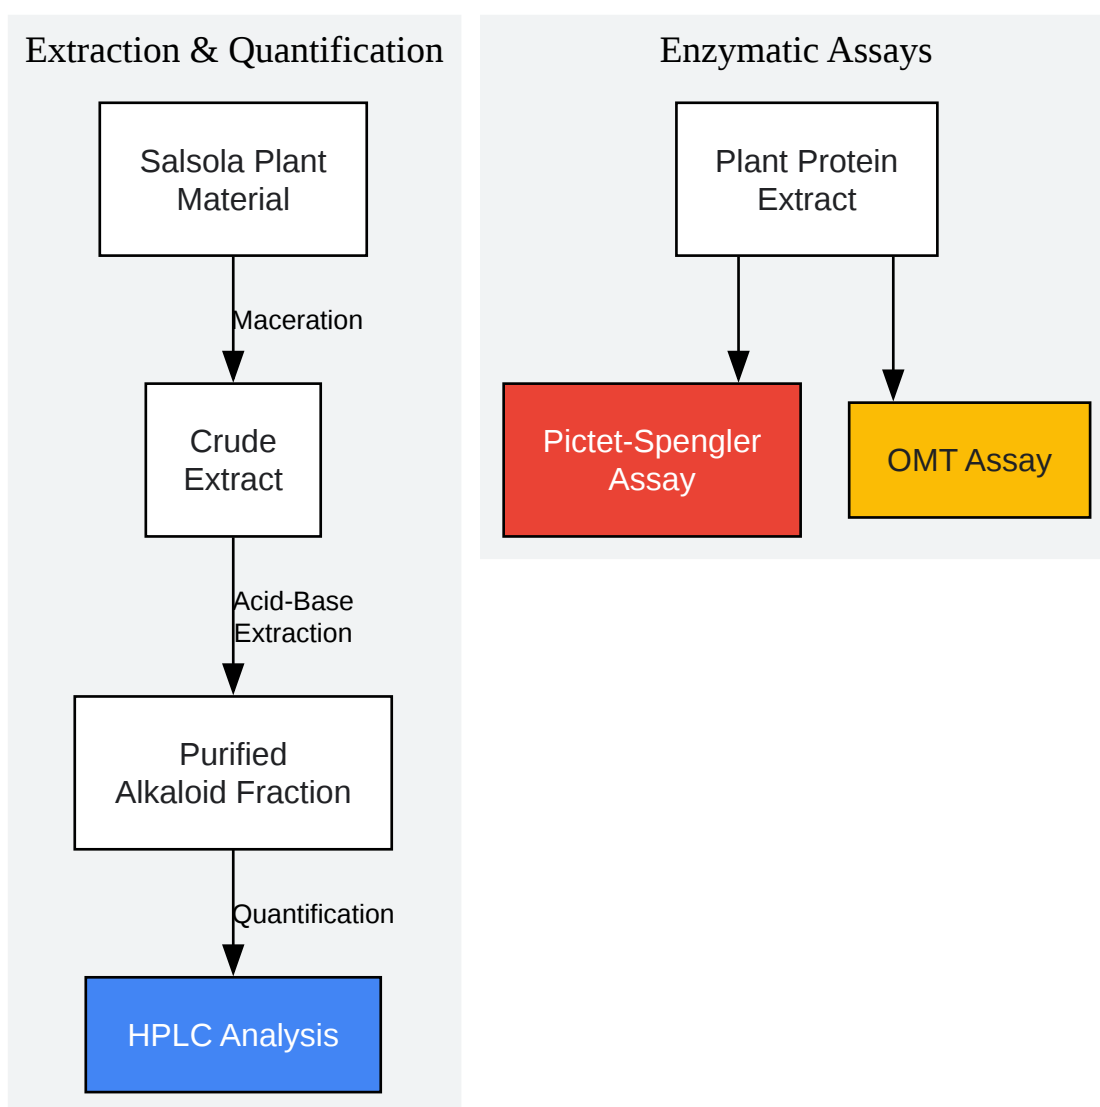 Extraction & Quantification
Salsola Plant
Material
Maceration
Crude
Extract
Acid-Base
Extraction
Purified
Alkaloid Fraction
Quantification
HPLC Analysis
Enzymatic Assays
Plant Protein
Extract
Pictet-Spengler
Assay
OMT Assay